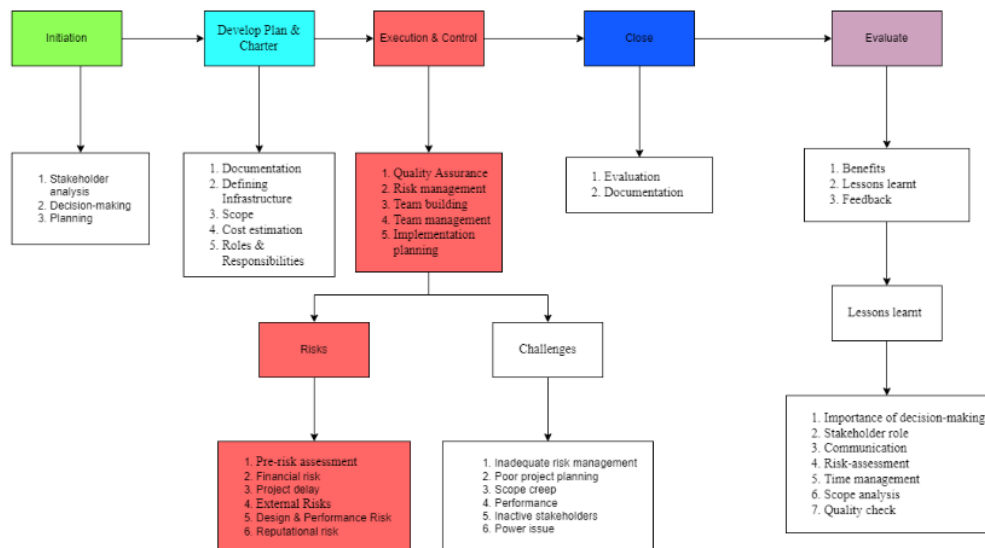 Initiation
Develop Plan &
Charter
Execution & Control
Close
Evaluate
1. Stakeholder
analysis
2. Decision-making
3. Planning
1. Documentation
2. Defining
Infrastructure
3. Scope
4. Cost estimation
5. Roles &
Responsibilities
1. Quality Assurance
2. Risk management
3. Team building
4. Team management
5. Implementation
planning
1. Evaluation
2. Documentation
1. Benefits
2. Lessons learnt
3. Feedback
Risks
Challenges
Lessons learnt
1. Pre-risk assessment
2. Financial risk
3. Project delay
4. External Risks
5. Design & Performance Risk
6. Reputational risk
1. Inadequate risk management
2. Poor project planning
3. Scope creep
4. Performance
5. Inactive stakeholders
6. Power issue
1. Importance of decision-making
2. Stakeholder role
3. Communication
4. Risk-assessment
5. Time management
6. Scope analysis
7. Quality check